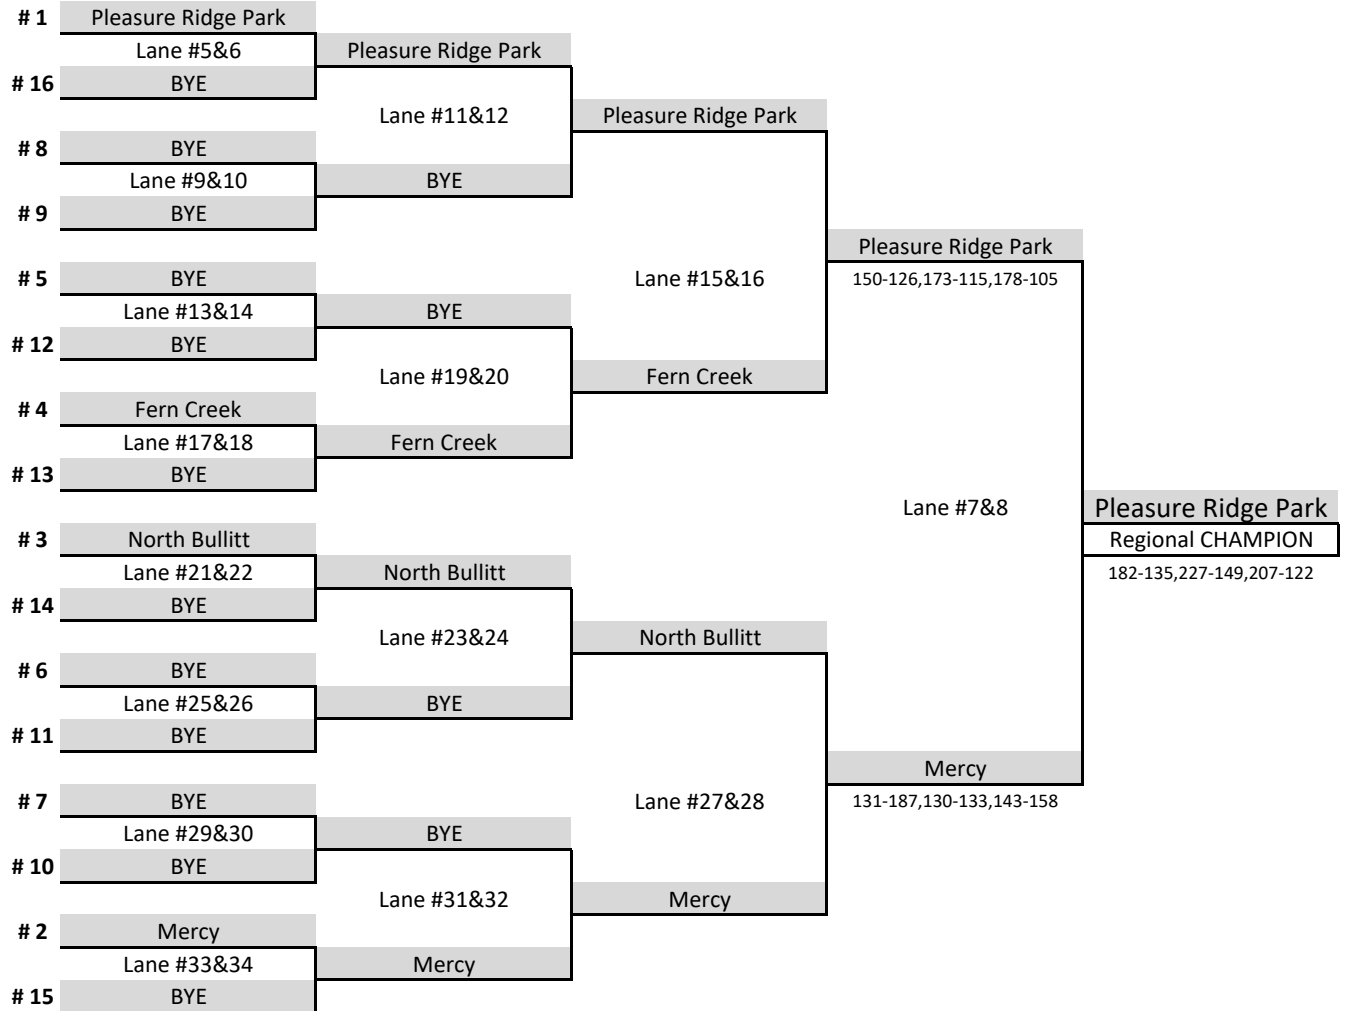 # 1 Pleasure Ridge Park
Lane #5&6 Pleasure Ridge Park
# 16 BYE
Lane #11&12 Pleasure Ridge Park
# 8 BYE
Lane #9&10 BYE
# 9 BYE
Pleasure Ridge Park
# 5 BYE Lane #15&16 150-126,173-115,178-105
Lane #13&14 BYE
# 12 BYE
Lane #19&20 Fern Creek
# 4 Fern Creek
Lane #17&18 Fern Creek
# 13 BYE
Lane #7&8 Pleasure Ridge Park
# 3 North Bullitt Regional CHAMPION
Lane #21&22 North Bullitt 182-135,227-149,207-122
# 14 BYE
Lane #23&24 North Bullitt
# 6 BYE
Lane #25&26 BYE
# 11 BYE
Mercy
# 7 BYE Lane #27&28 131-187,130-133,143-158
Lane #29&30 BYE
# 10 BYE
Lane #31&32 Mercy
# 2 Mercy
Lane #33&34 Mercy
# 15 BYE